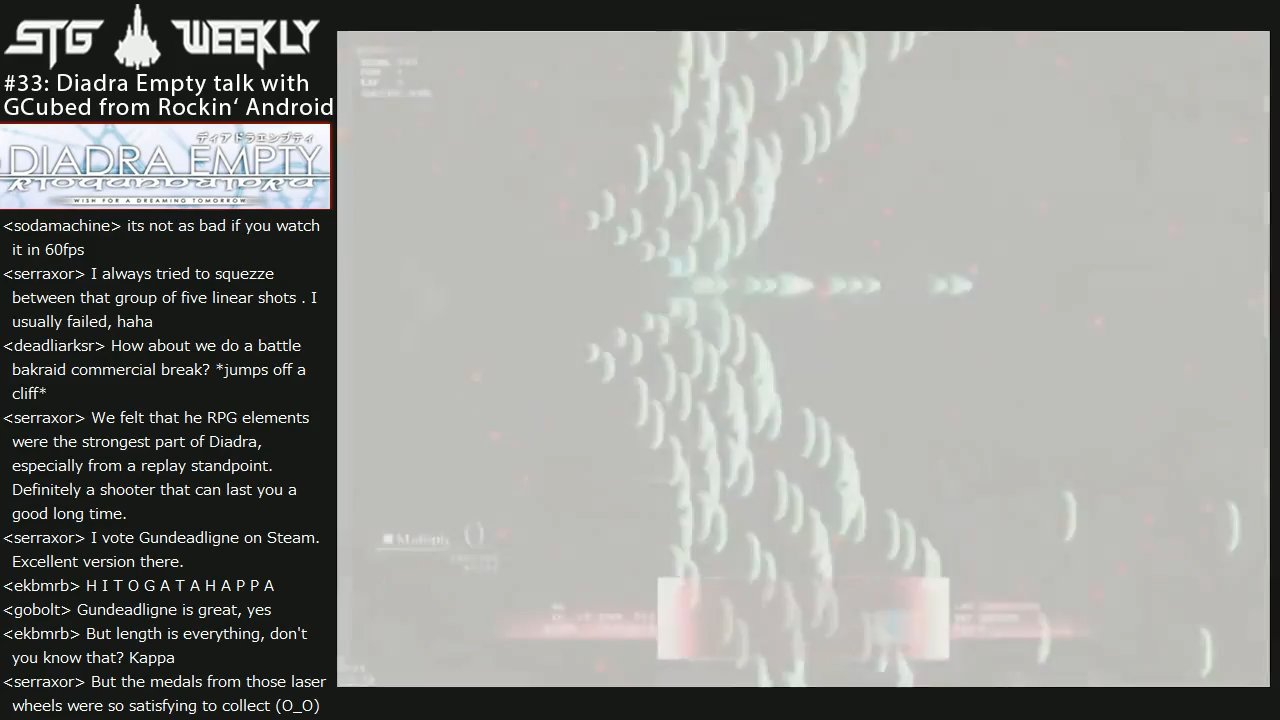 STG WEEKLY
#33: Diadra Empty talk with
GCubed from Rockin‘ Android
ディアドラエンプティ
DIADRA EMPTY
WISH FOR A DREAMING TOMORROW
<sodamachine> its not as bad if you watch
it in 60fps
<serraxor> I always tried to squezze
between that group of five linear shots . I
usually failed, haha
<deadliarksr> How about we do a battle
bakraid commercial break? *jumps off a
cliff*
<serraxor> We felt that he RPG elements
were the strongest part of Diadra,
especially from a replay standpoint.
Definitely a shooter that can last you a
good long time.
<serraxor> I vote Gundeadligne on Steam.
Excellent version there.
<ekbmrb> H I T O G A T A H A P P A
<gobolt> Gundeadligne is great, yes
<ekbmrb> But length is everything, don't
you know that? Kappa
<serraxor> But the medals from those laser
wheels were so satisfying to collect (O_O)
0